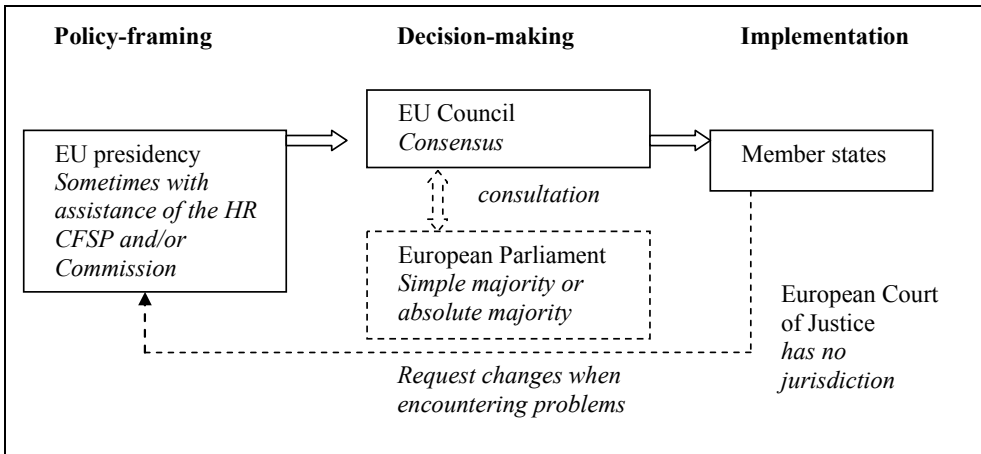 Policy-framing
Decision-making
Implementation
EU presidency
Sometimes with
assistance of the HR
CFSP and/or
Commission
EU Council
Consensus
consultation
European Parliament
Simple majority or
absolute majority
Member states
European Court
of Justice
has no
jurisdiction
Request changes when
encountering problems